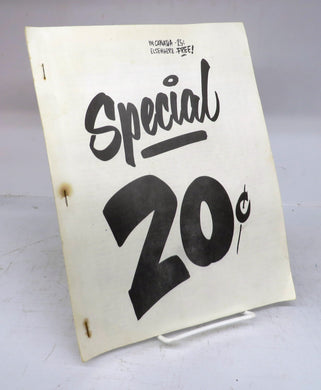 IN CANADA - 25¢
ELSEWHERE FREE!
Special
20¢